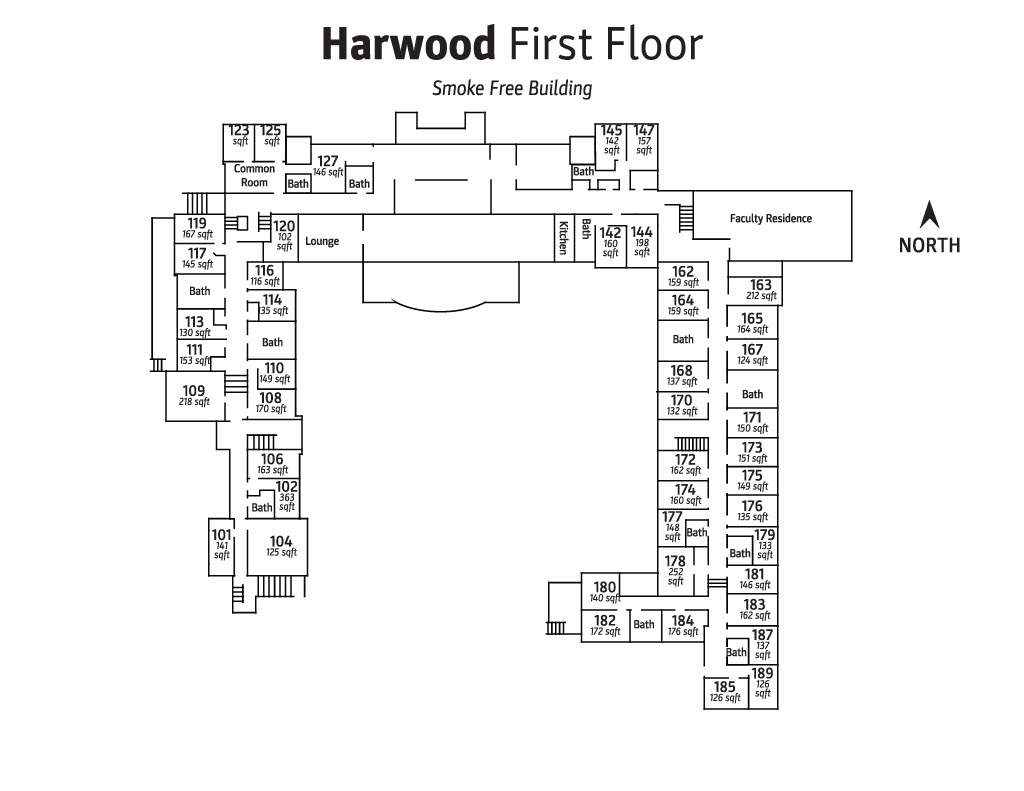 Harwood First Floor
Smoke Free Building
123
sqft
125
sqft
Common
Room
127
146 sqft
Bath
Bath
145
142
sqft
147
157
sqft
Bath
Faculty Residence
NORTH
119
167 sqft
120
102
sqft
Lounge
Kitchen
Bath
142
160
sqft
144
198
sqft
117
145 sqft
116
116 sqft
162
159 sqft
163
212 sqft
Bath
114
135 sqft
164
159 sqft
165
164 sqft
113
130 sqft
Bath
Bath
167
124 sqft
111
153 sqft
110
149 sqft
168
137 sqft
109
218 sqft
108
170 sqft
170
132 sqft
Bath
171
150 sqft
106
163 sqft
172
162 sqft
173
151 sqft
102
363
sqft
Bath
174
160 sqft
175
149 sqft
177
148
sqft
Bath
176
135 sqft
101
141
sqft
104
125 sqft
178
252
sqft
Bath
179
133
sqft
180
140 sqft
181
146 sqft
182
172 sqft
Bath
184
176 sqft
183
162 sqft
Bath
187
137
sqft
185
126 sqft
189
126
sqft